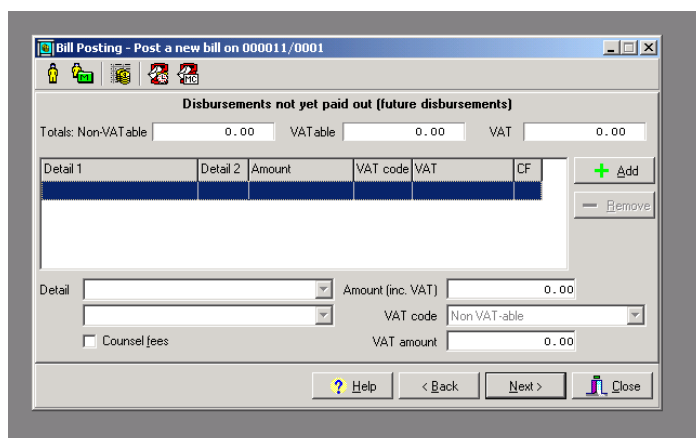 Bill Posting - Post a new bill on 000011/0001
M MC
Disbursements not yet paid out (future disbursements)
Totals: Non-VATable 0.00 VATable 0.00 VAT 0.00
Detail 1 Detail 2 Amount VAT code VAT CF
Add
Remove
Detail Amount (inc. VAT) 0.00
VAT code Non VAT-able
Counsel fees VAT amount 0.00
? Help < Back Next > Close